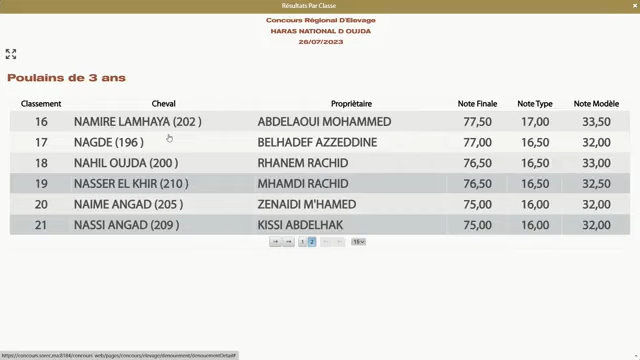 Résultats Par Classe
Concours Régional D'Elevage
HARAS NATIONAL D OUJDA
26/07/2023
Poulains de 3 ans
Classement Cheval Propriètaire Note Finale Note Type Note Modèle
16 NAMIRE LAMHAYA (202 ) ABDELAOUI MOHAMMED 77,50 17,00 33,50
17 NAGDE (196 ) BELHADEF AZZEDDINE 77,00 16,50 32,00
18 NAHIL OUJDA (200 ) RHANEM RACHID 76,50 16,50 33,00
19 NASSER EL KHIR (210 ) MHAMDI RACHID 76,50 16,50 32,50
20 NAIME ANGAD (205 ) ZENAIDI M'HAMED 75,00 16,00 32,00
21 NASSI ANGAD (209 ) KISSI ABDELHAK 75,00 16,00 32,00
1 2